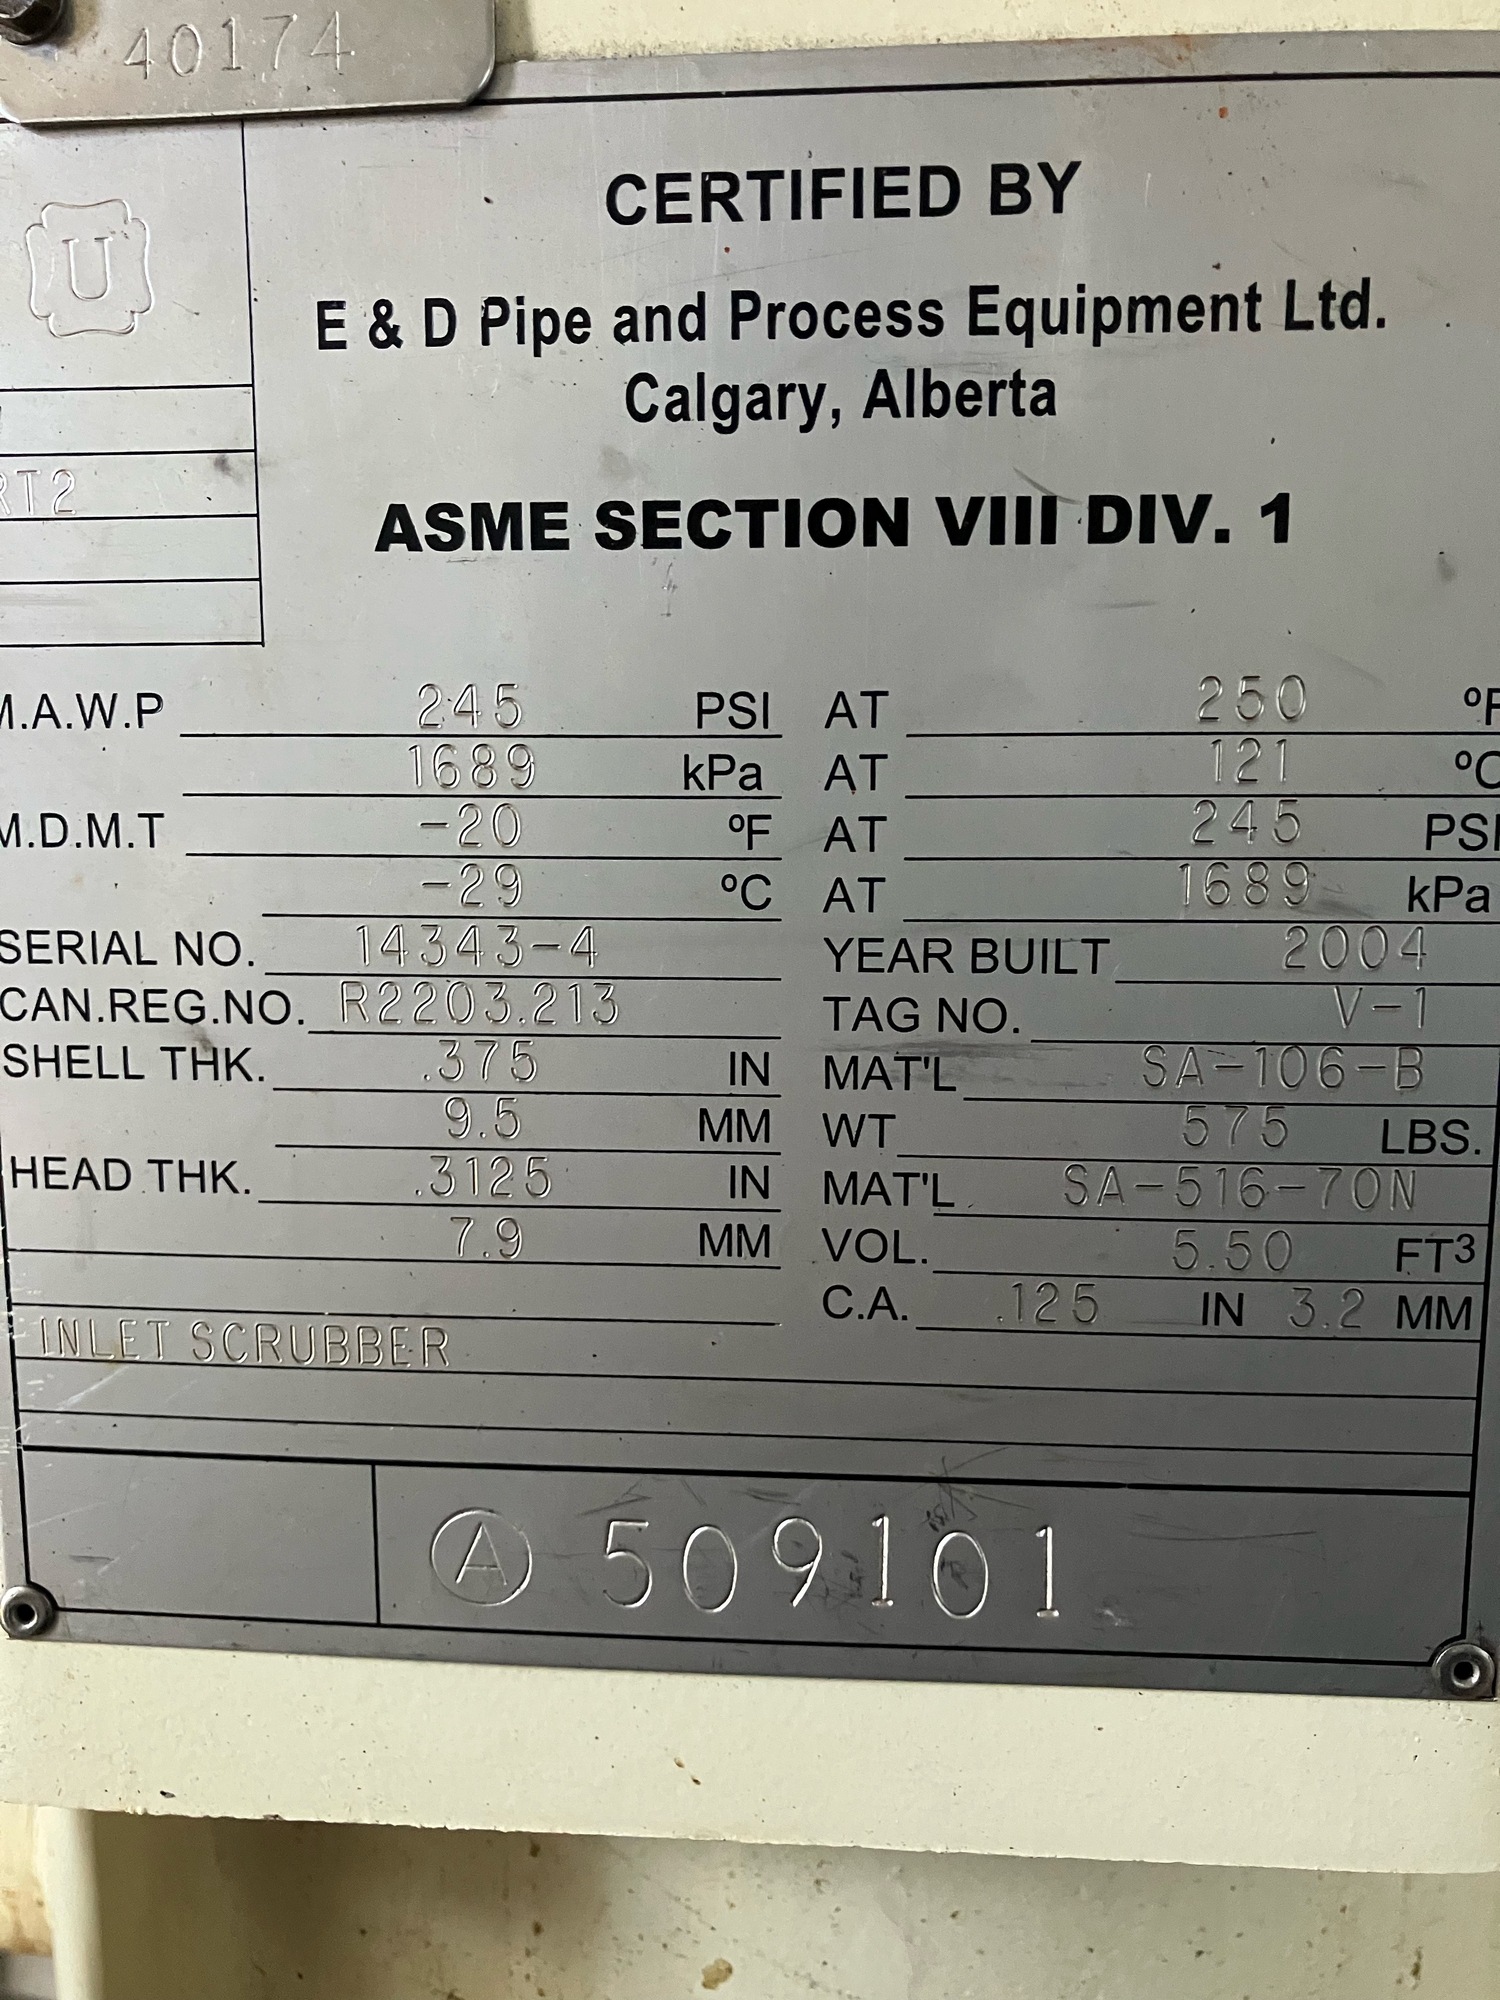 40174
U
CERTIFIED BY
E & D Pipe and Process Equipment Ltd.
Calgary, Alberta
RT2
ASME SECTION VIII DIV. 1
M.A.W.P 245 PSI AT 250 ºF
1689 kPa AT 121 ºC
M.D.M.T -20 ºF AT 245 PSI
-29 ºC AT 1689 kPa
SERIAL NO. 14343-4 YEAR BUILT 2004
CAN.REG.NO. R2203.213 TAG NO. V-1
SHELL THK. .375 IN MAT'L SA-106-B
9.5 MM WT 575 LBS.
HEAD THK. .3125 IN MAT'L SA-516-70N
7.9 MM VOL. 5.50 FT3
C.A. .125 IN 3.2 MM
INLET SCRUBBER
A 509101